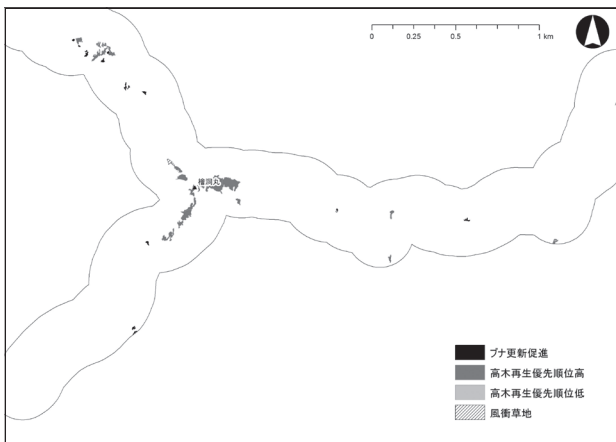 0 0.25 0.5 1 km
檜洞丸
ブナ更新促進
高木再生優先順位高
高木再生優先順位低
風衝草地